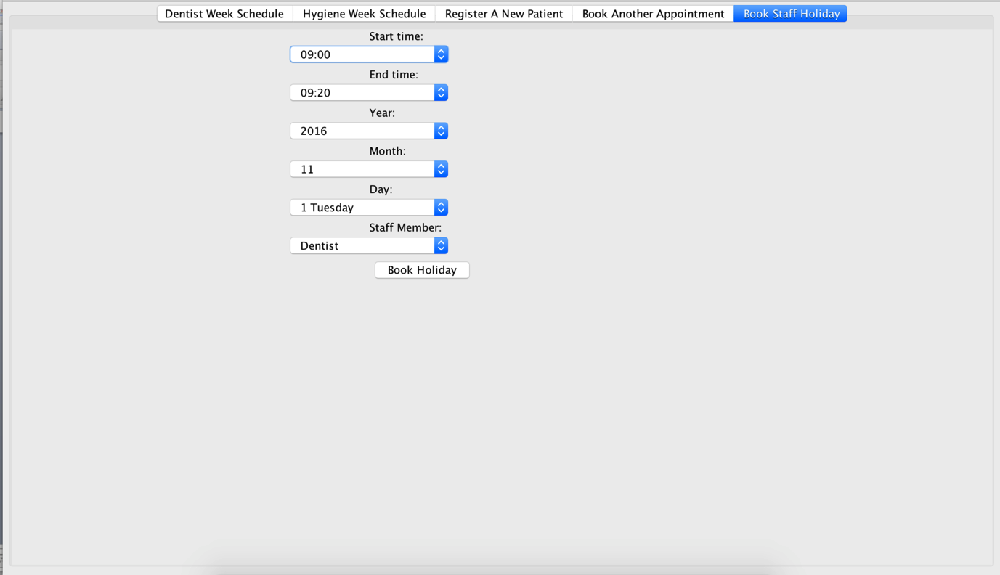 Dentist Week Schedule Hygiene Week Schedule Register A New Patient Book Another Appointment Book Staff Holiday
Start time:
09:00
End time:
09:20
Year:
2016
Month:
11
Day:
1 Tuesday
Staff Member:
Dentist
Book Holiday